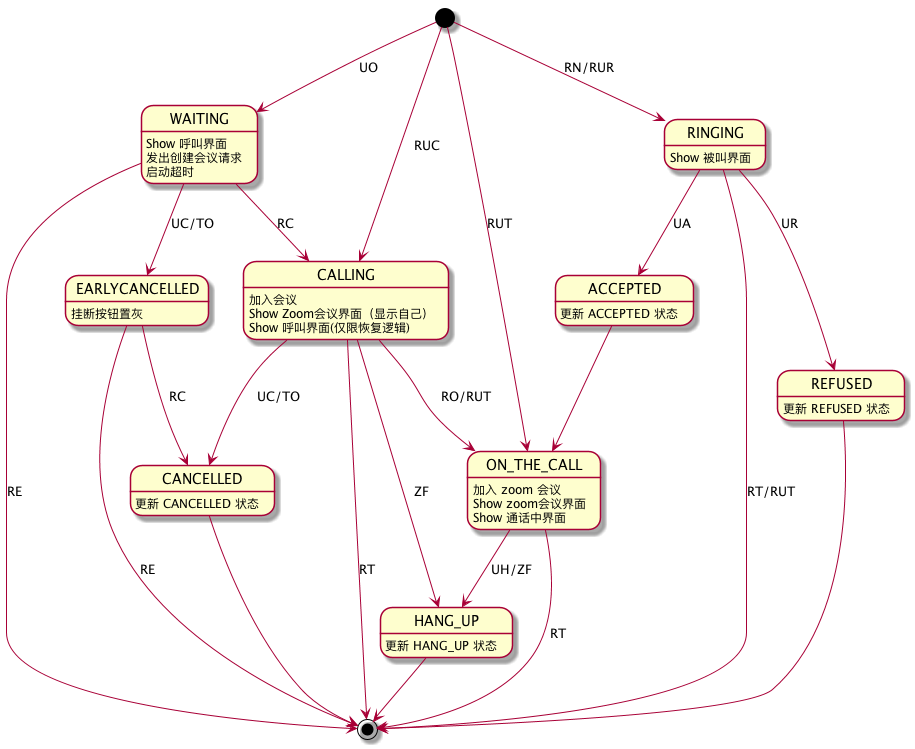 UO
RN/RUR
RUC
WAITING
Show 呼叫界面
发出创建会议请求
启动超时
RINGING
Show 被叫界面
UC/TO
RC
RUT
UA
UR
EARLYCANCELLED
挂断按钮置灰
CALLING
加入会议
Show Zoom会议界面（显示自己）
Show 呼叫界面(仅限恢复逻辑)
ACCEPTED
更新 ACCEPTED 状态
REFUSED
更新 REFUSED 状态
RC
UC/TO
RO/RUT
CANCELLED
更新 CANCELLED 状态
ON_THE_CALL
加入 zoom 会议
Show zoom会议界面
Show 通话中界面
RE
ZF
RT/RUT
RE
RT
UH/ZF
HANG_UP
更新 HANG_UP 状态
RT